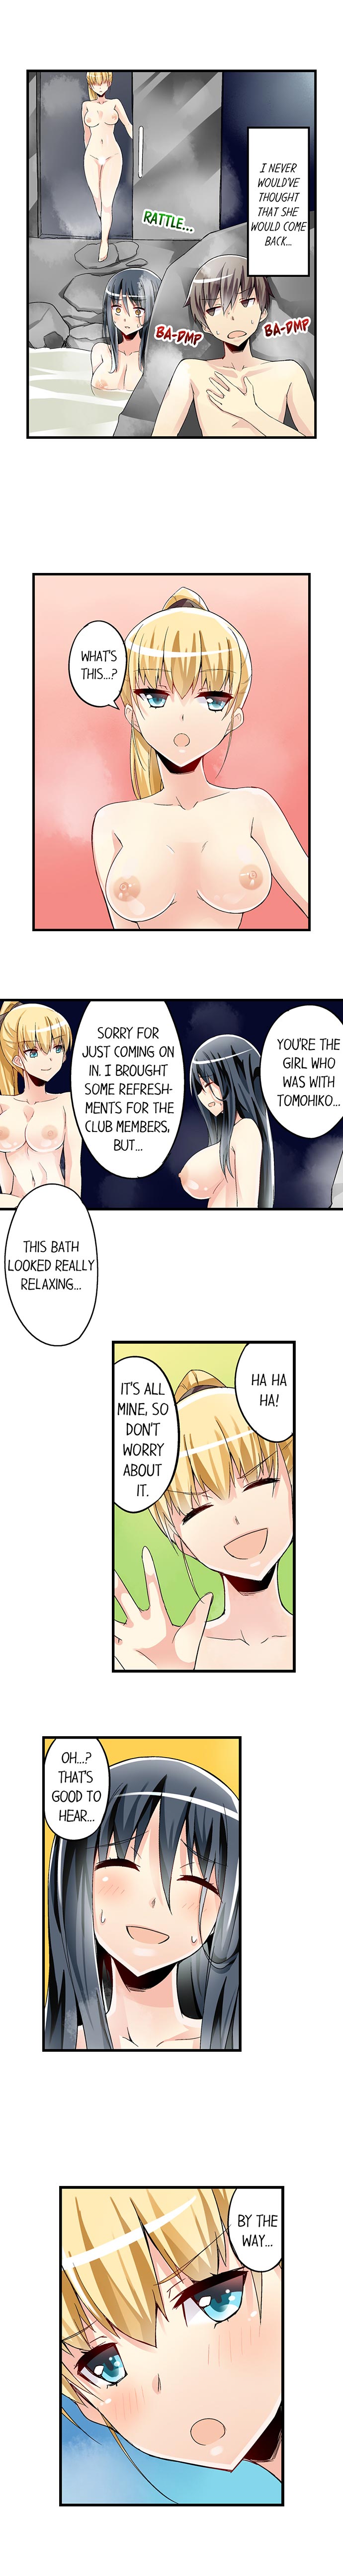 I NEVER
WOULD'VE
THOUGHT
THAT SHE
WOULD COME
BACK...
RATTLE...
BA-DMP
BA-DMP
WHAT'S
THIS...?
YOU'RE THE
GIRL WHO
WAS WITH
TOMOHIKO...
SORRY FOR
JUST COMING ON
IN. I BROUGHT
SOME REFRESH-
MENTS FOR THE
CLUB MEMBERS,
BUT...
THIS BATH
LOOKED REALLY
RELAXING...
HA HA
HA!
IT'S ALL
MINE, SO
DON'T
WORRY
ABOUT
IT.
OH...?
THAT'S
GOOD TO
HEAR...
BY THE
WAY...